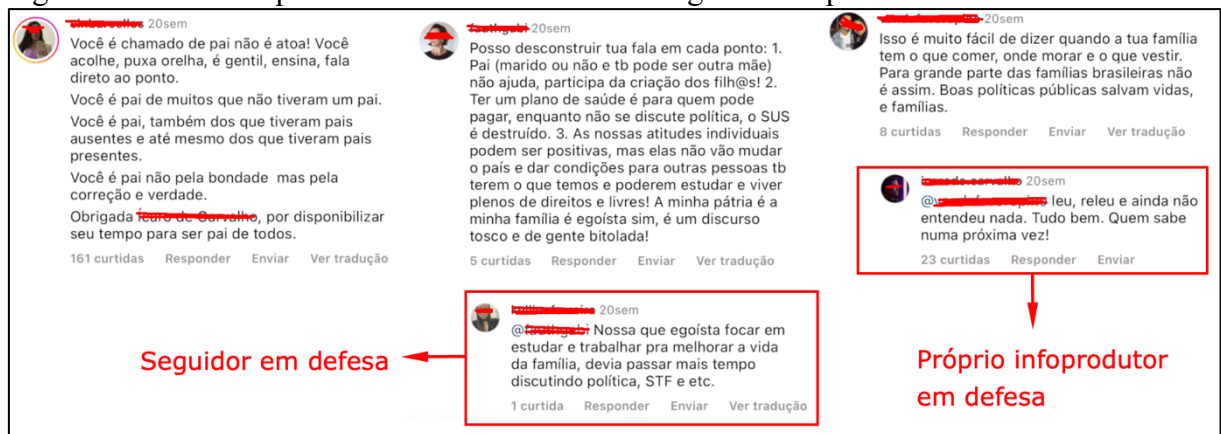 20sem
Você é chamado de pai não é atoa! Você
acolhe, puxa orelha, é gentil, ensina, fala
direto ao ponto.
Você é pai de muitos que não tiveram um pai.
Você é pai, também dos que tiveram pais
ausentes e até mesmo dos que tiveram pais
presentes.
Você é pai não pela bondade mas pela
correção e verdade.
Obrigada, por disponibilizar
seu tempo para ser pai de todos.
161 curtidas Responder Enviar Ver tradução
20sem
Posso desconstruir tua fala em cada ponto: 1.
Pai (marido ou não e tb pode ser outra mãe)
não ajuda, participa da criação dos filh@s! 2.
Ter um plano de saúde é para quem pode
pagar, enquanto não se discute política, o SUS
é destruído. 3. As nossas atitudes individuais
podem ser positivas, mas elas não vão mudar
o país e dar condições para outras pessoas tb
terem o que temos e poderem estudar e viver
plenos de direitos e livres! A minha pátria é a
minha família é egoísta sim, é um discurso
tosco e de gente bitolada!
5 curtidas Responder Enviar Ver tradução
20sem
@ Nossa que egoísta focar em
estudar e trabalhar pra melhorar a vida
da família, devia passar mais tempo
discutindo política, STF e etc.
1 curtida Responder Enviar Ver tradução
Seguidor em defesa
20sem
Isso é muito fácil de dizer quando a tua família
tem o que comer, onde morar e o que vestir.
Para grande parte das famílias brasileiras não
é assim. Boas políticas públicas salvam vidas,
e famílias.
8 curtidas Responder Enviar Ver tradução
20sem
@ leu, releu e ainda não
entendeu nada. Tudo bem. Quem sabe
numa próxima vez!
23 curtidas Responder Enviar
Próprio infoprodutor
em defesa